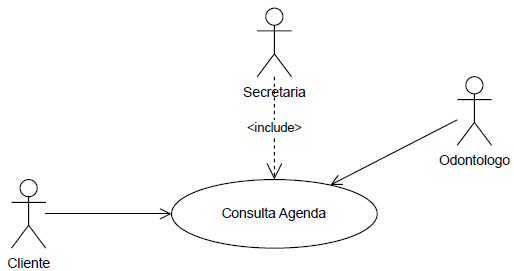 Secretaria
<include>
Odontologo
Consulta Agenda
Cliente